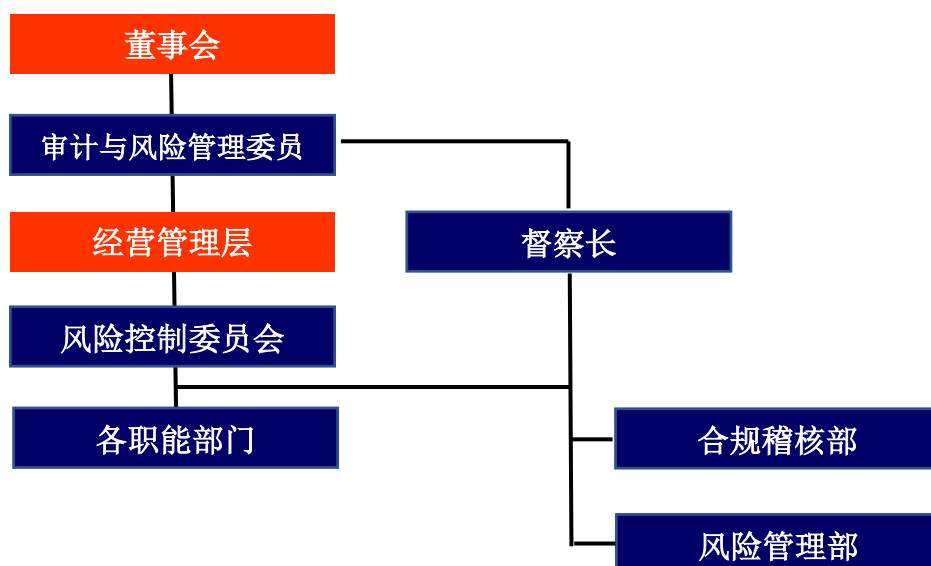 董事会
审计与风险管理委员
经营管理层
督察长
风险控制委员会
各职能部门
合规稽核部
风险管理部